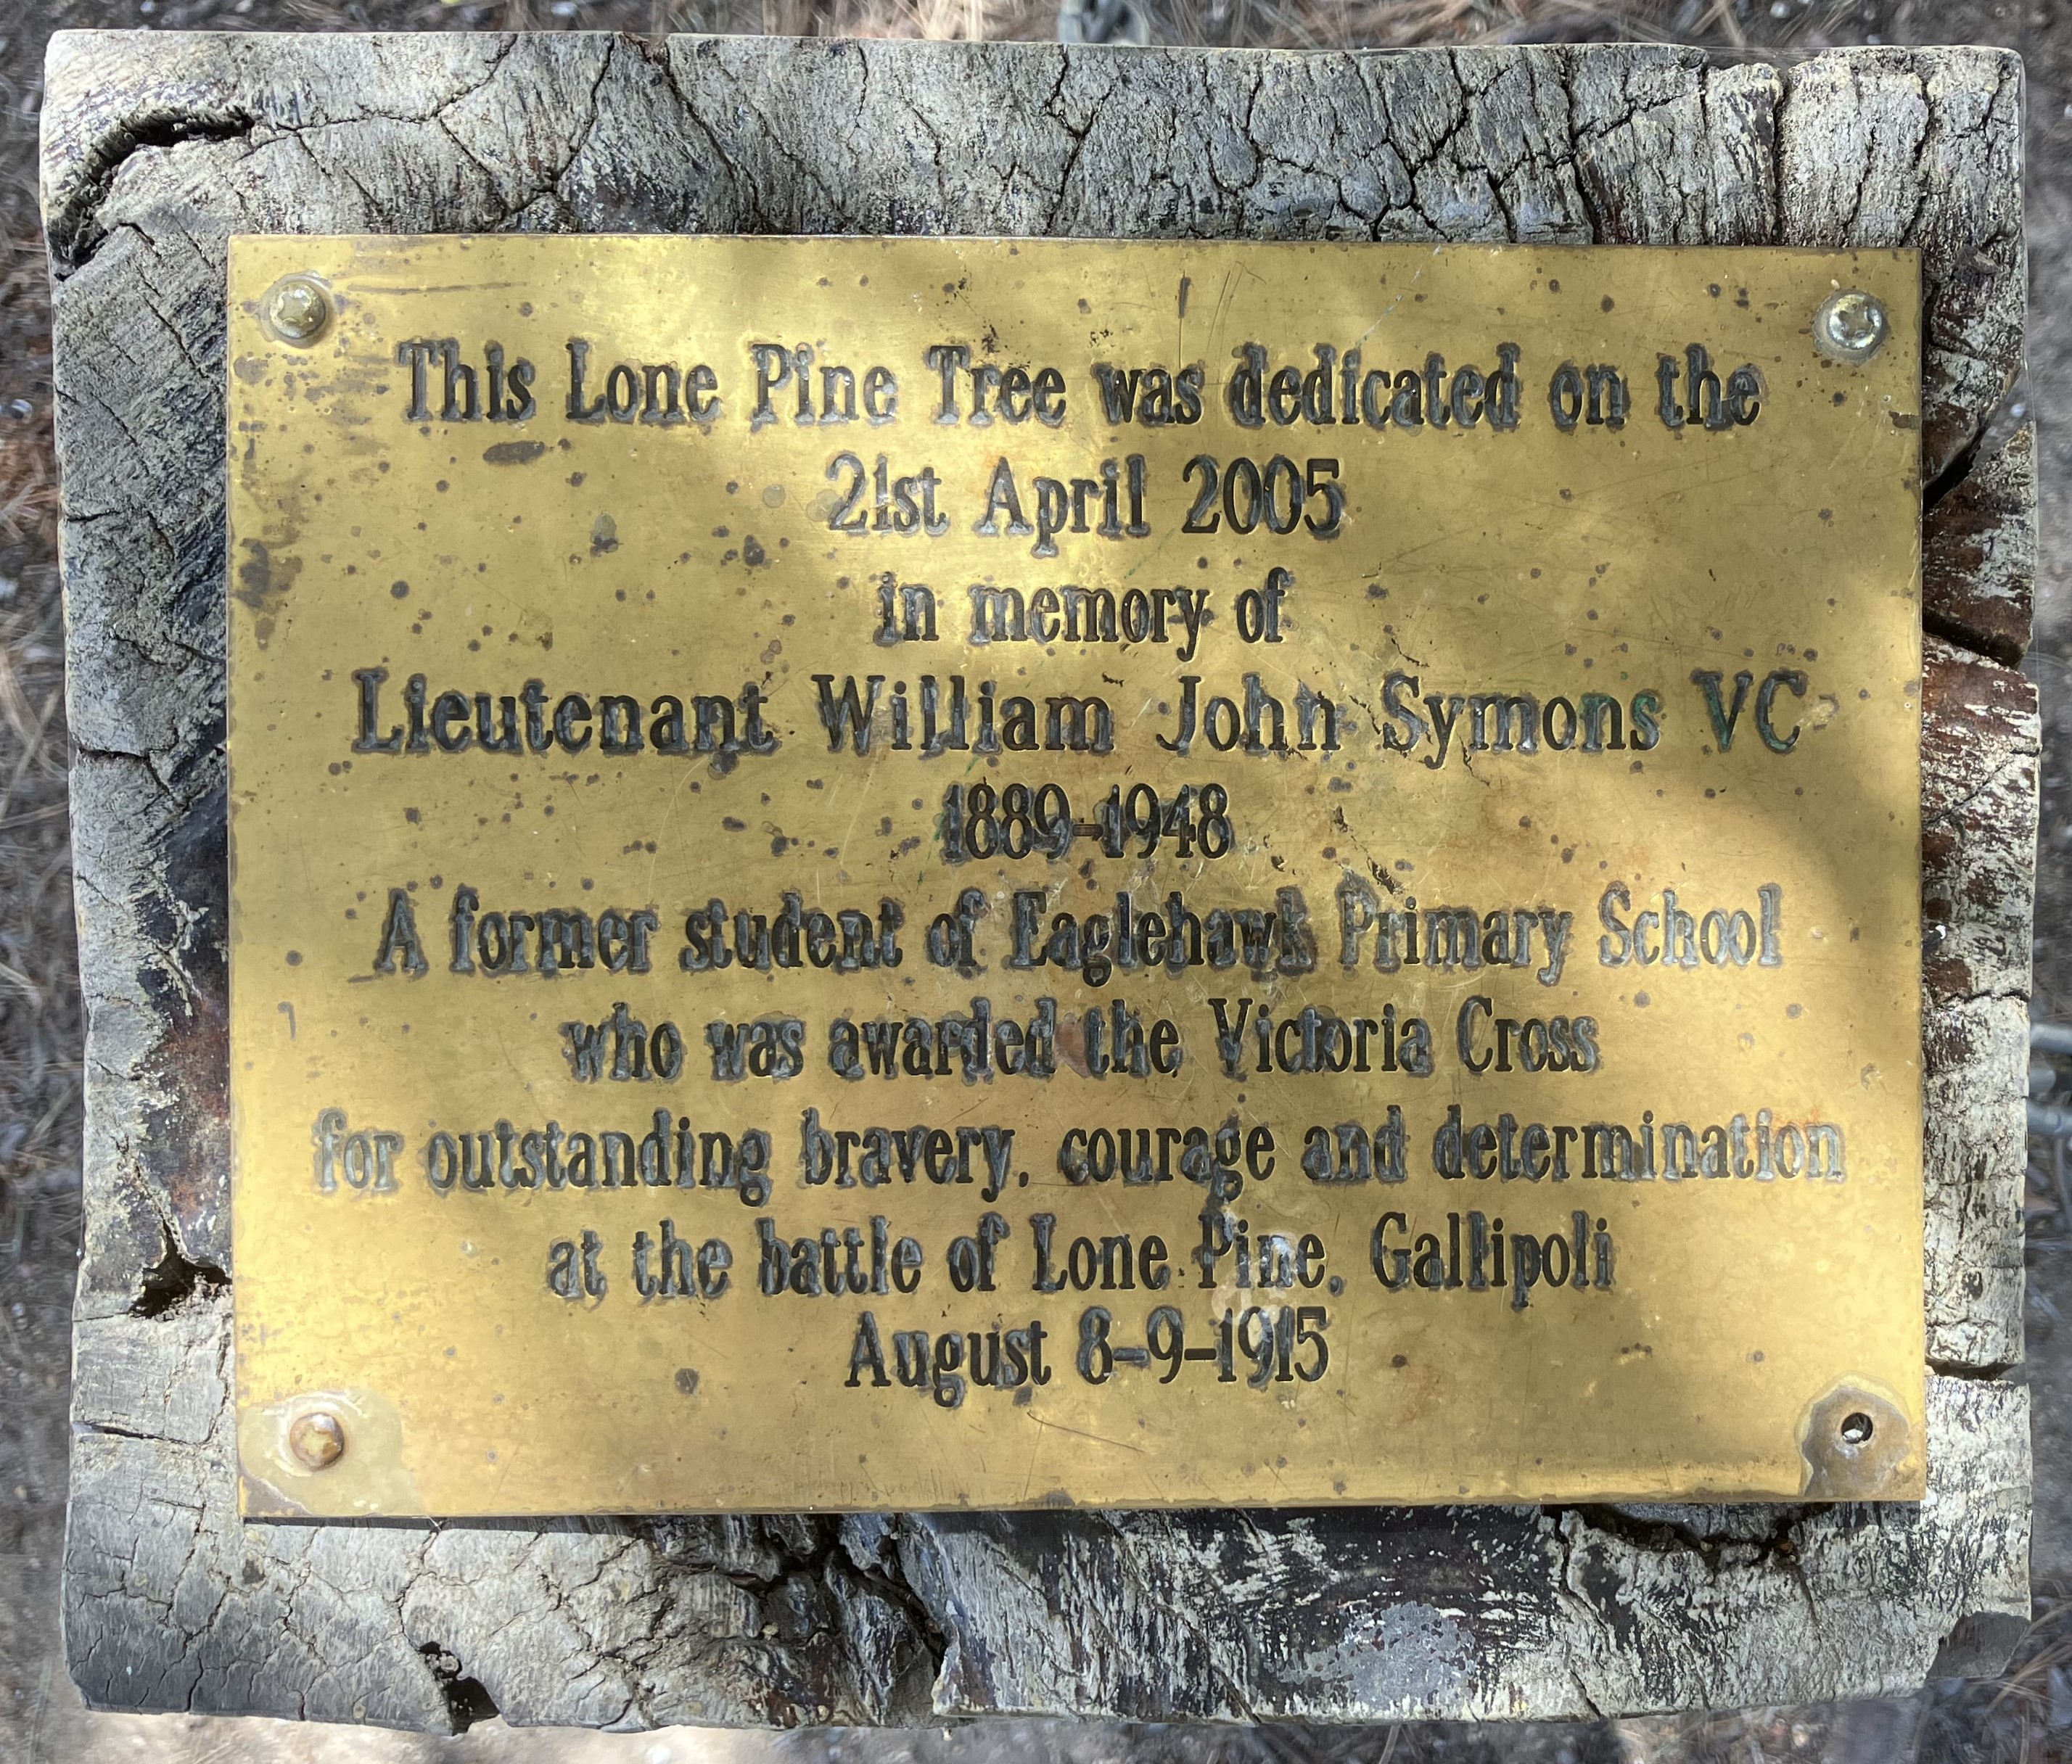 This Lone Pine Tree was dedicated on the
21st April 2005
in memory of
Lieutenant William John Symons VC
1889-1948
A former student of Eaglehawk Primary School
who was awarded the Victoria Cross
for outstanding bravery, courage and determination
at the battle of Lone Pine, Gallipoli
August 8-9-1915